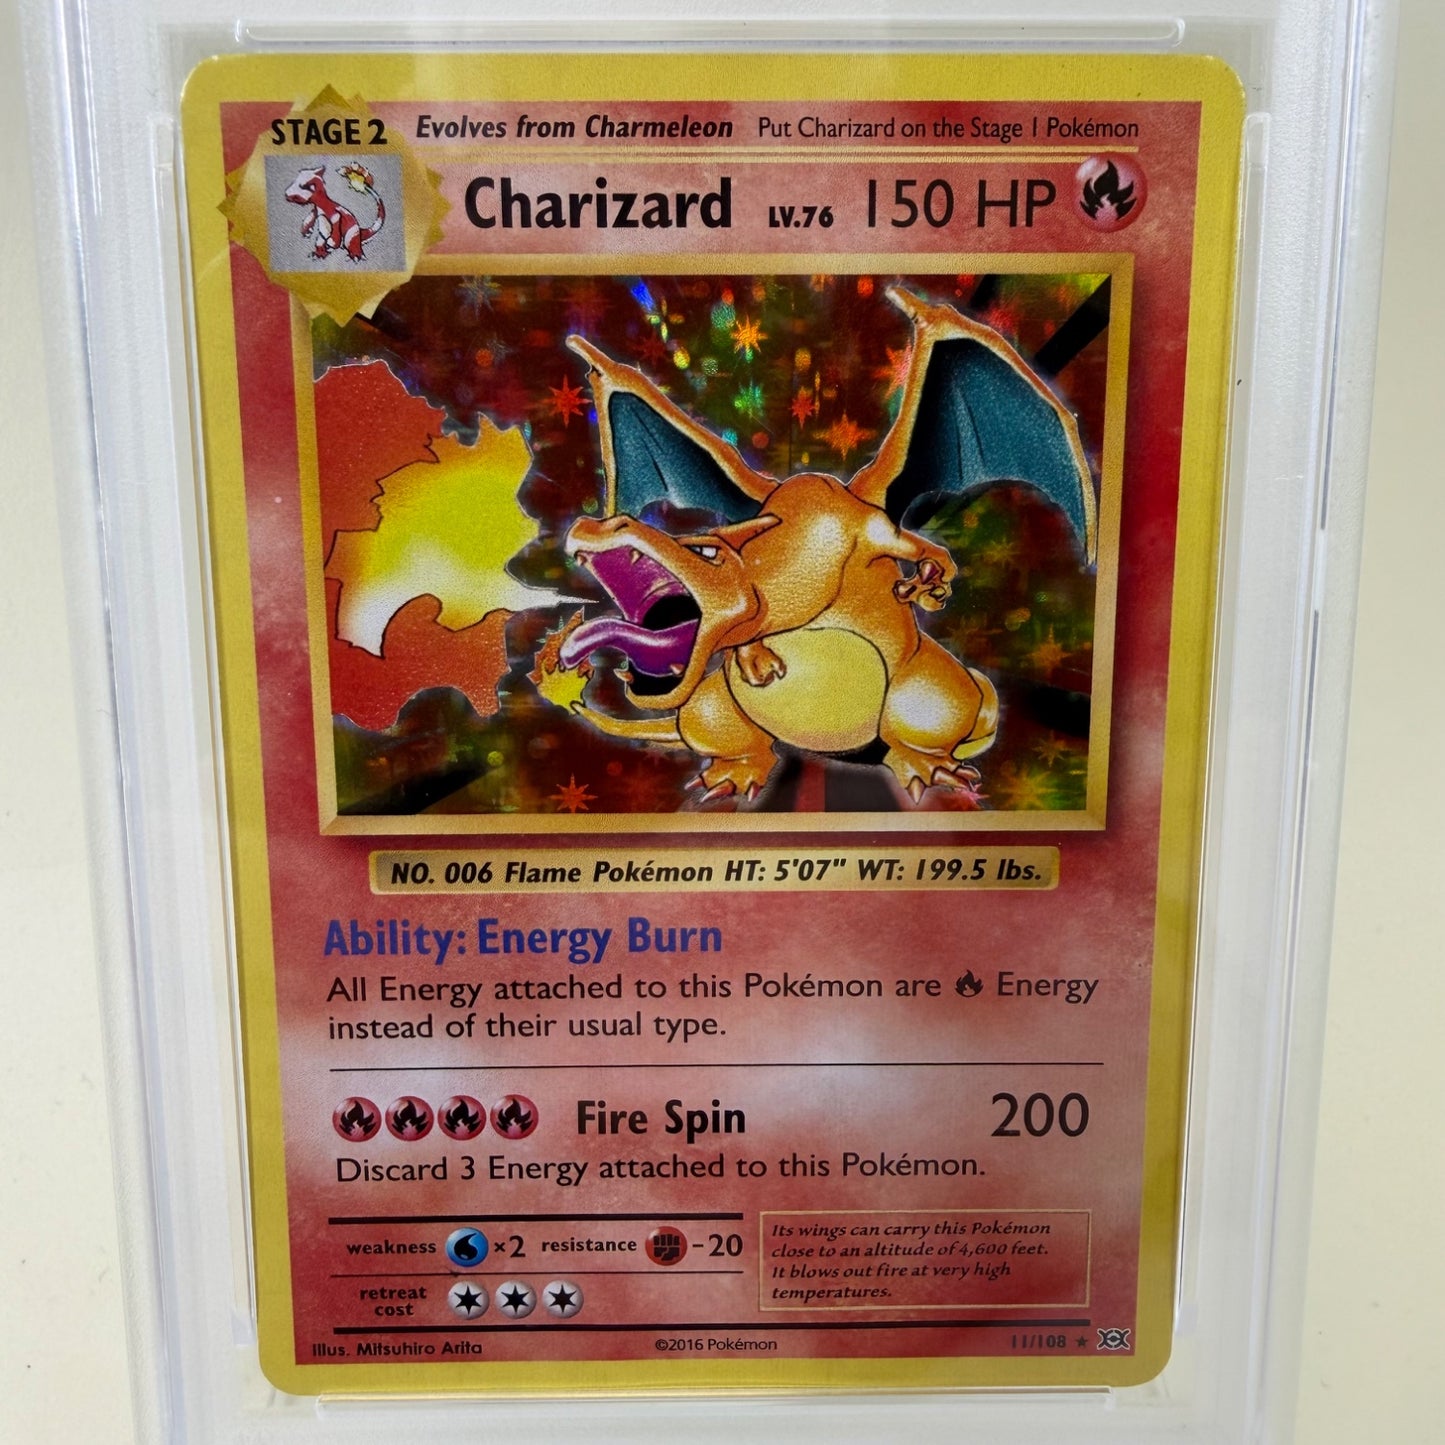 STAGE 2 Evolves from Charmeleon Put Charizard on the Stage 1 Pokémon
Charizard LV.76 150 HP
NO. 006 Flame Pokémon HT: 5'07" WT: 199.5 lbs.
Ability: Energy Burn
All Energy attached to this Pokémon are Energy
instead of their usual type.
Fire Spin 200
Discard 3 Energy attached to this Pokémon.
weakness ×2 resistance -20
retreat
cost
Its wings can carry this Pokémon
close to an altitude of 4,600 feet.
It blows out fire at very high
temperatures.
Illus. Mitsuhiro Arita ©2016 Pokémon 11/108 ★